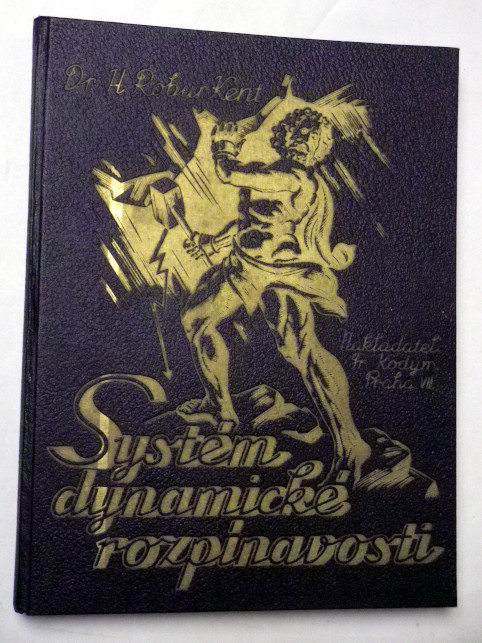 Dr. H. Robur Kent
Nakladatel
Fr. Kodym
Praha VII.
Systém
dynamické
rozpínavosti